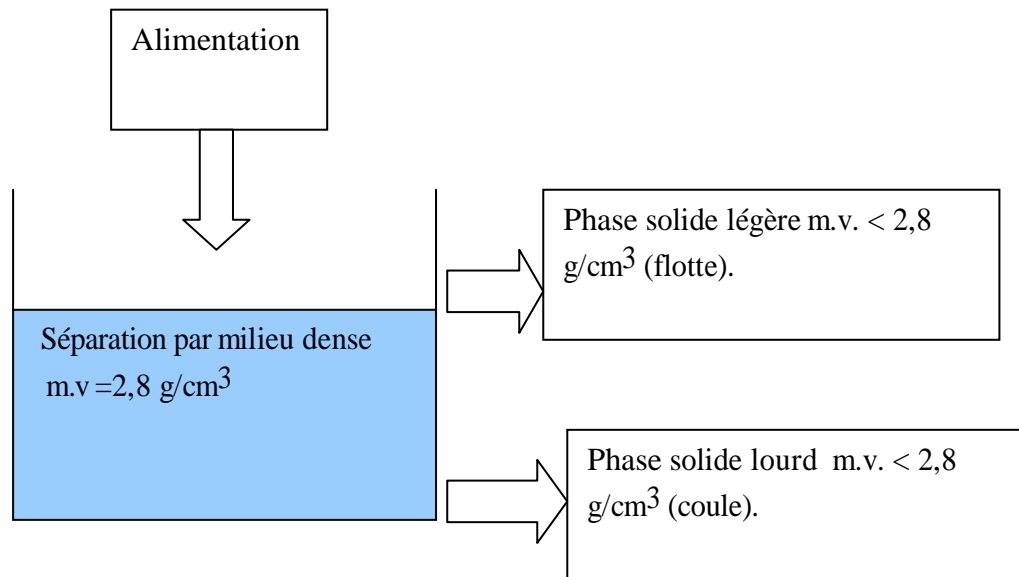 Alimentation
Phase solide légère m.v. < 2,8
g/cm³ (flotte).
Séparation par milieu dense
m.v =2,8 g/cm³
Phase solide lourd m.v. < 2,8
g/cm³ (coule).